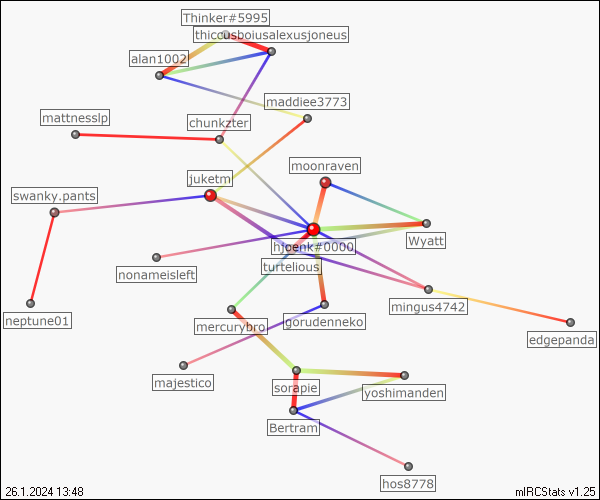 Thinker#5995
thiccusboiusalexusjoneus
alan1002
maddiee3773
mattnesslp
chunkzter
moonraven
juketm
swanky.pants
Wyatt
hjoenk#0000
turtelious
nonameisleft
mingus4742
neptune01
mercurybro
gorudenneko
edgepanda
majestico
sorapie
yoshimanden
Bertram
hos8778
26.1.2024 13:48
mIRCStats v1.25